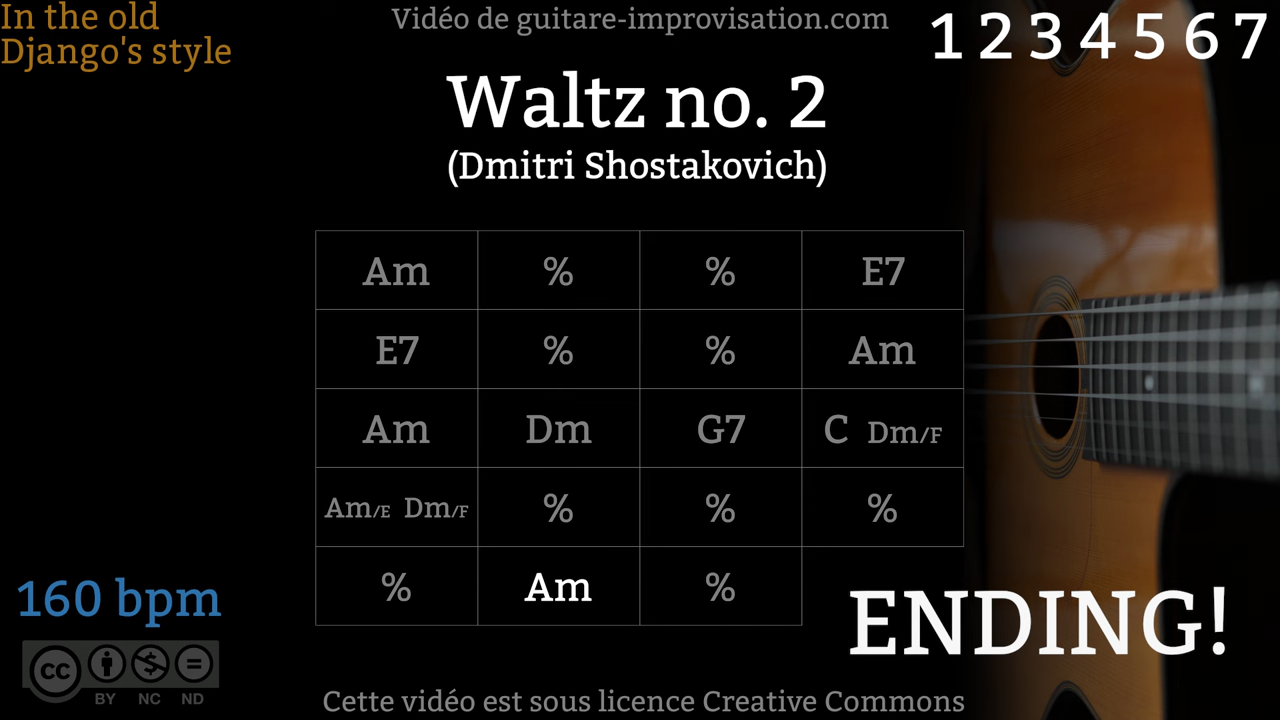 In the old
Django's style
Vidéo de guitare-improvisation.com
1 2 3 4 5 6 7
Waltz no. 2
(Dmitri Shostakovich)
Am % % E7
E7 % % Am
Am Dm G7 C Dm/F
Am/E Dm/F % % %
% Am %
160 bpm
ENDING!
cc
BY NC ND
Cette vidéo est sous licence Creative Commons